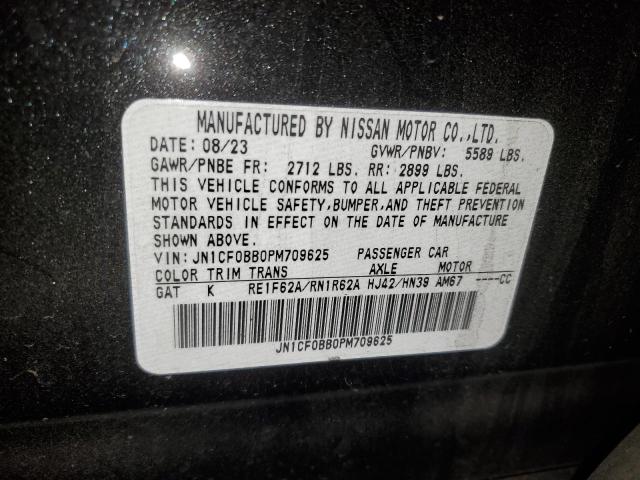 MANUFACTURED BY NISSAN MOTOR CO.,LTD.
DATE: 08/23 GVWR/PNBV: 5589 LBS.
GAWR/PNBE FR: 2712 LBS. RR: 2899 LBS.
THIS VEHICLE CONFORMS TO ALL APPLICABLE FEDERAL
MOTOR VEHICLE SAFETY,BUMPER,AND THEFT PREVENTION
STANDARDS IN EFFECT ON THE DATE OF MANUFACTURE
SHOWN ABOVE.
VIN:JN1CF0BB0PM709625 PASSENGER CAR
COLOR TRIM TRANS AXLE MOTOR
GAT K RE1F62A/RN1R62A HJ42/HN39 AM67 ----CC
JN1CF0BB0PM709625